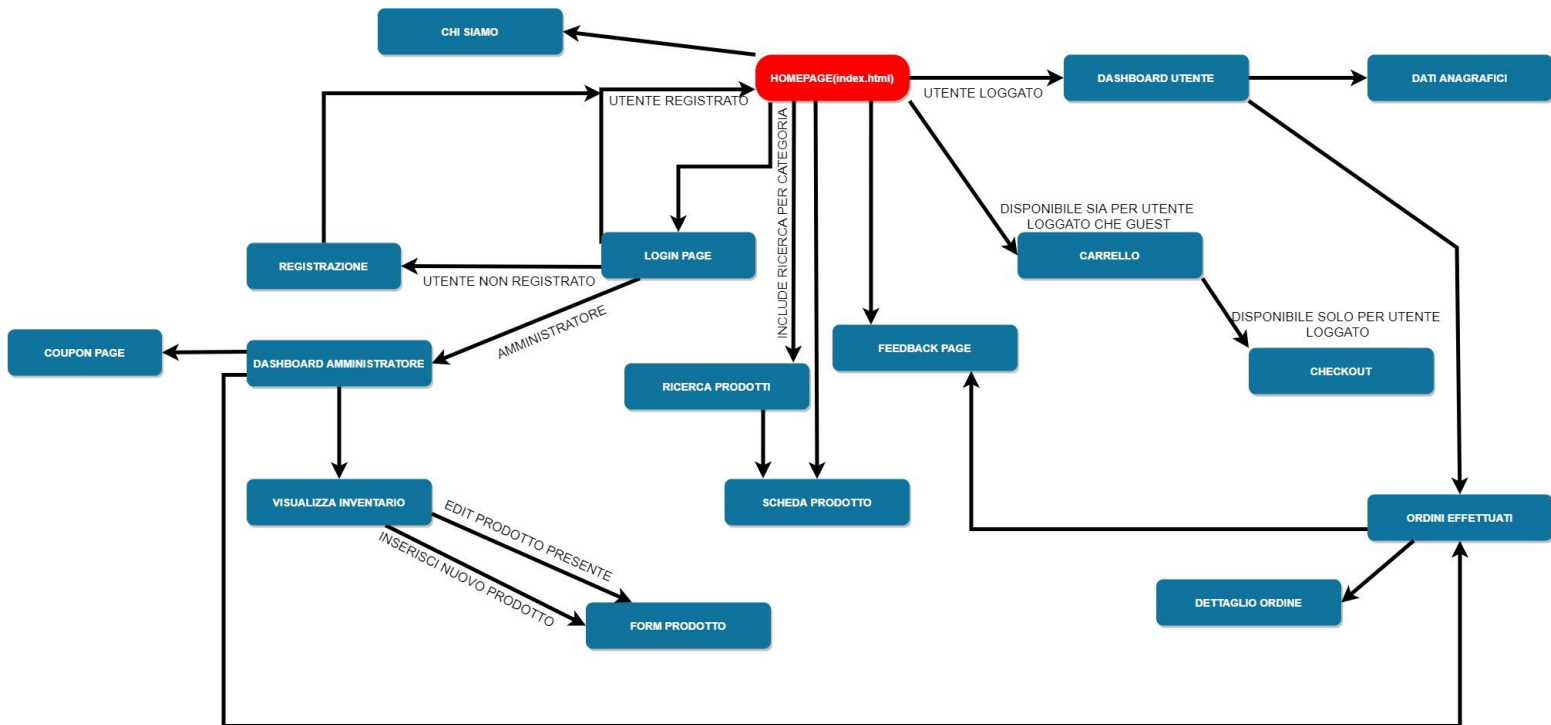 CHI SIAMO
HOMEPAGE(index.html)
DASHBOARD UTENTE
DATI ANAGRAFICI
UTENTE LOGGATO
UTENTE REGISTRATO
INCLUDE RICERCA PER CATEGORIA
DISPONIBILE SIA PER UTENTE
LOGGATO CHE GUEST
REGISTRAZIONE
LOGIN PAGE
CARRELLO
UTENTE NON REGISTRATO
AMMINISTRATORE
DISPONIBILE SOLO PER UTENTE
LOGGATO
COUPON PAGE
DASHBOARD AMMINISTRATORE
FEEDBACK PAGE
CHECKOUT
RICERCA PRODOTTI
VISUALIZZA INVENTARIO
SCHEDA PRODOTTO
ORDINI EFFETTUATI
EDIT PRODOTTO PRESENTE
INSERISCI NUOVO PRODOTTO
DETTAGLIO ORDINE
FORM PRODOTTO